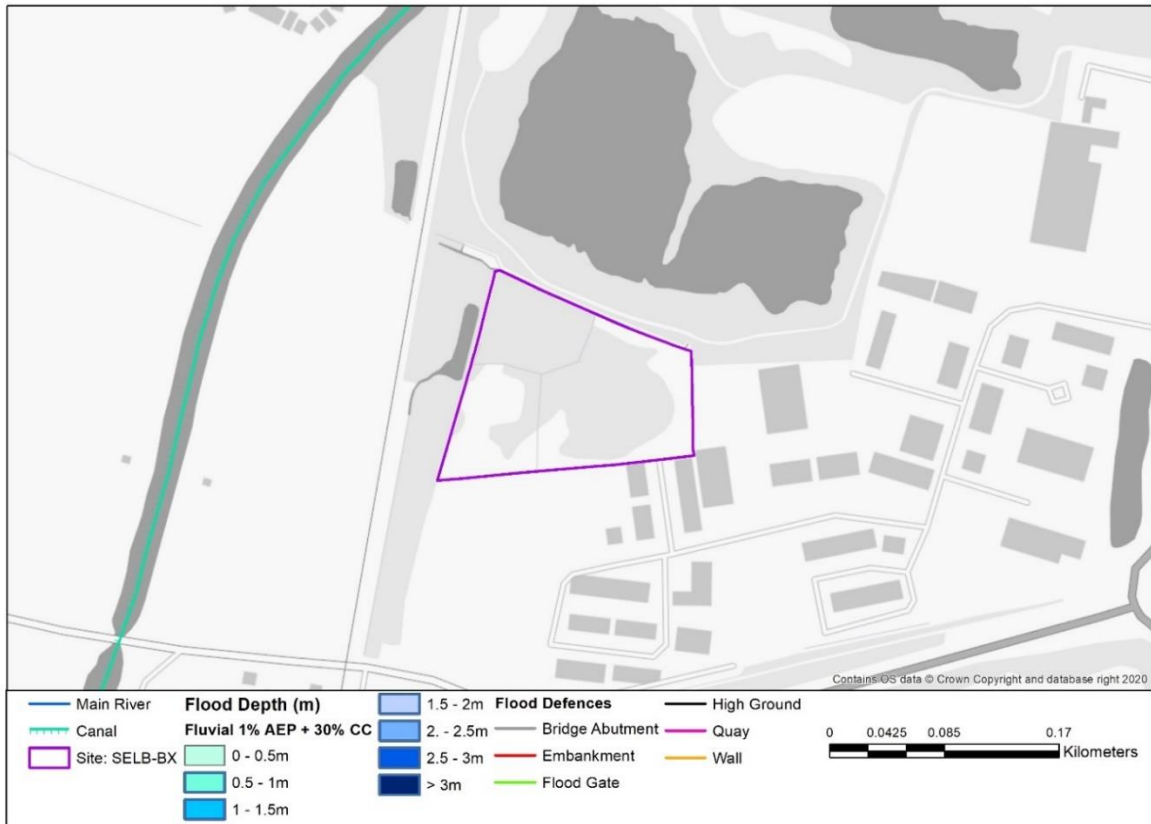 Contains OS data © Crown Copyright and database right 2020
Main River
Canal
Site: SELB-BX
Flood Depth (m)
Fluvial 1% AEP + 30% CC
0 - 0.5m
0.5 - 1m
1 - 1.5m
1.5 - 2m
2. - 2.5m
2.5 - 3m
> 3m
Flood Defences
Bridge Abutment
Embankment
Flood Gate
High Ground
Quay
Wall
0 0.0425 0.085 0.17
Kilometers